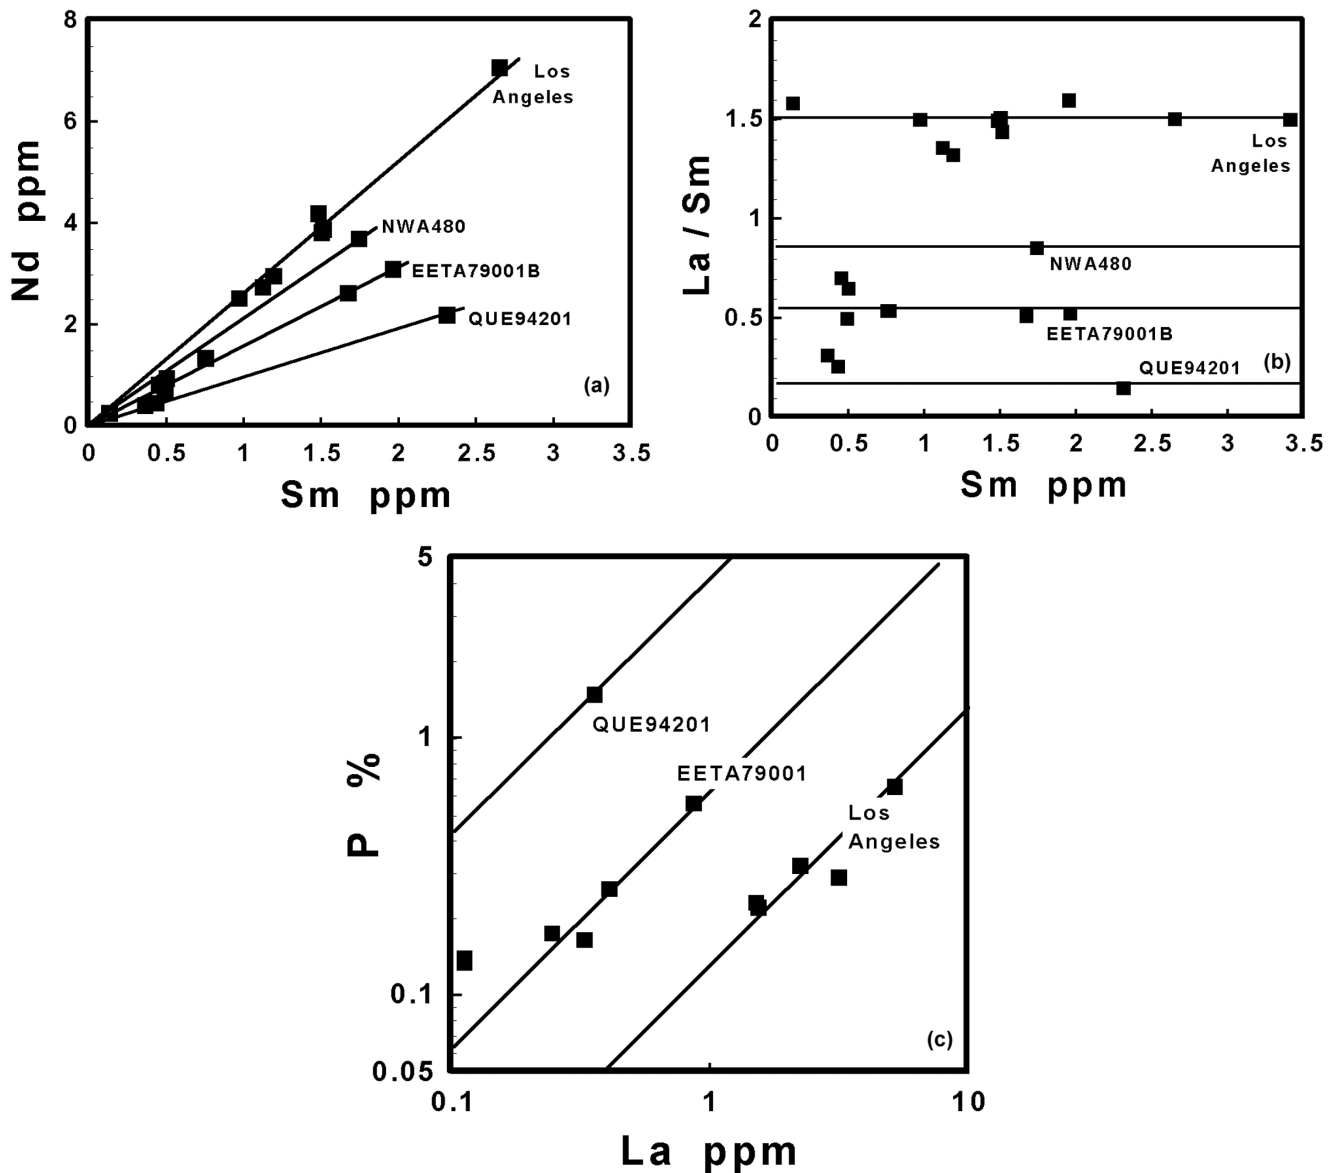 8
6
4
2
0
Nd ppm
Los
Angeles
NWA480
EETA79001B
QUE94201
(a)
0 0.5 1 1.5 2 2.5 3 3.5
Sm ppm
2
1.5
1
0.5
0
La / Sm
Los
Angeles
NWA480
EETA79001B
QUE94201
(b)
0 0.5 1 1.5 2 2.5 3 3.5
Sm ppm
5
1
0.1
0.05
P %
QUE94201
EETA79001
Los
Angeles
(c)
0.1 1 10
La ppm